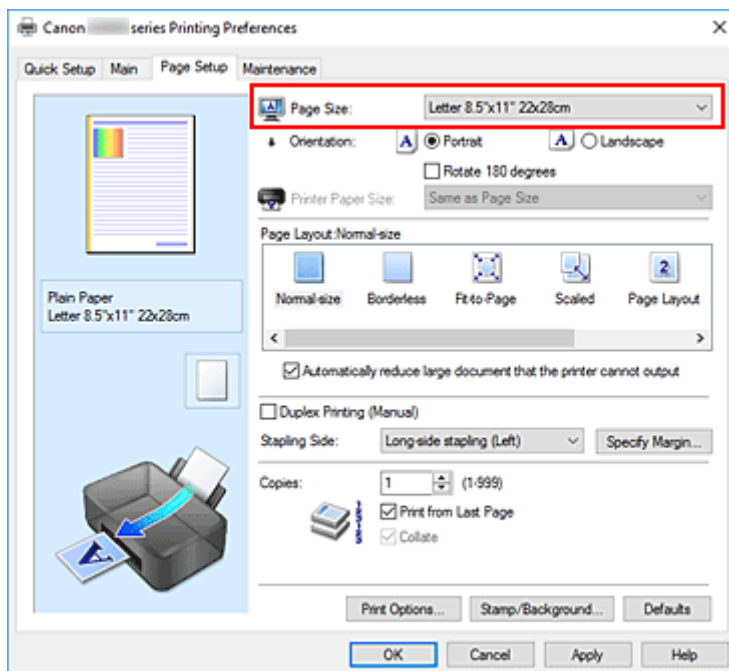 Canon series Printing Preferences
Quick Setup Main Page Setup Maintenance
Page Size: Letter 8.5"x11" 22x28cm
Orientation: A Portrait A Landscape
Rotate 180 degrees
Printer Paper Size: Same as Page Size
Page Layout:Normal-size
2
Normal-size Borderless Fit-to-Page Scaled Page Layout
Plain Paper
Letter 8.5"x11" 22x28cm
Automatically reduce large document that the printer cannot output
Duplex Printing (Manual)
Stapling Side: Long-side stapling (Left) Specify Margin...
Copies: 1 (1-999)
Print from Last Page
Collate
A
Print Options... Stamp/Background... Defaults
OK Cancel Apply Help